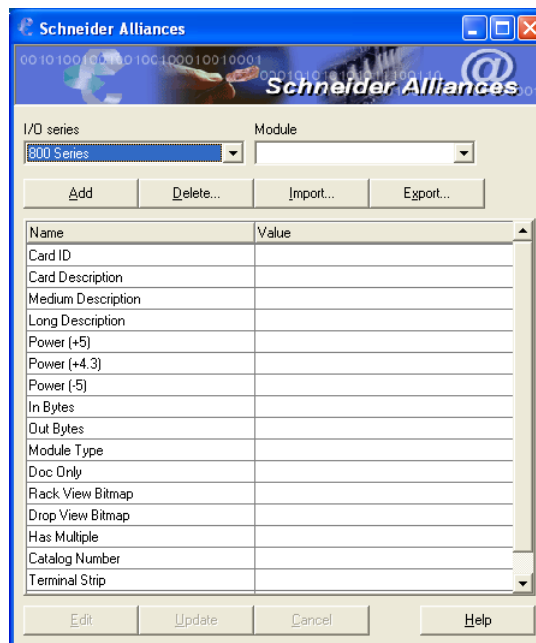 Schneider Alliances
Schneider Alliances
I/O series
Module
800 Series
Add
Delete...
Import...
Export...
Name
Value
Card ID
Card Description
Medium Description
Long Description
Power (+5)
Power (+4.3)
Power (-5)
In Bytes
Out Bytes
Module Type
Doc Only
Rack View Bitmap
Drop View Bitmap
Has Multiple
Catalog Number
Terminal Strip
Edit
Update
Cancel
Help